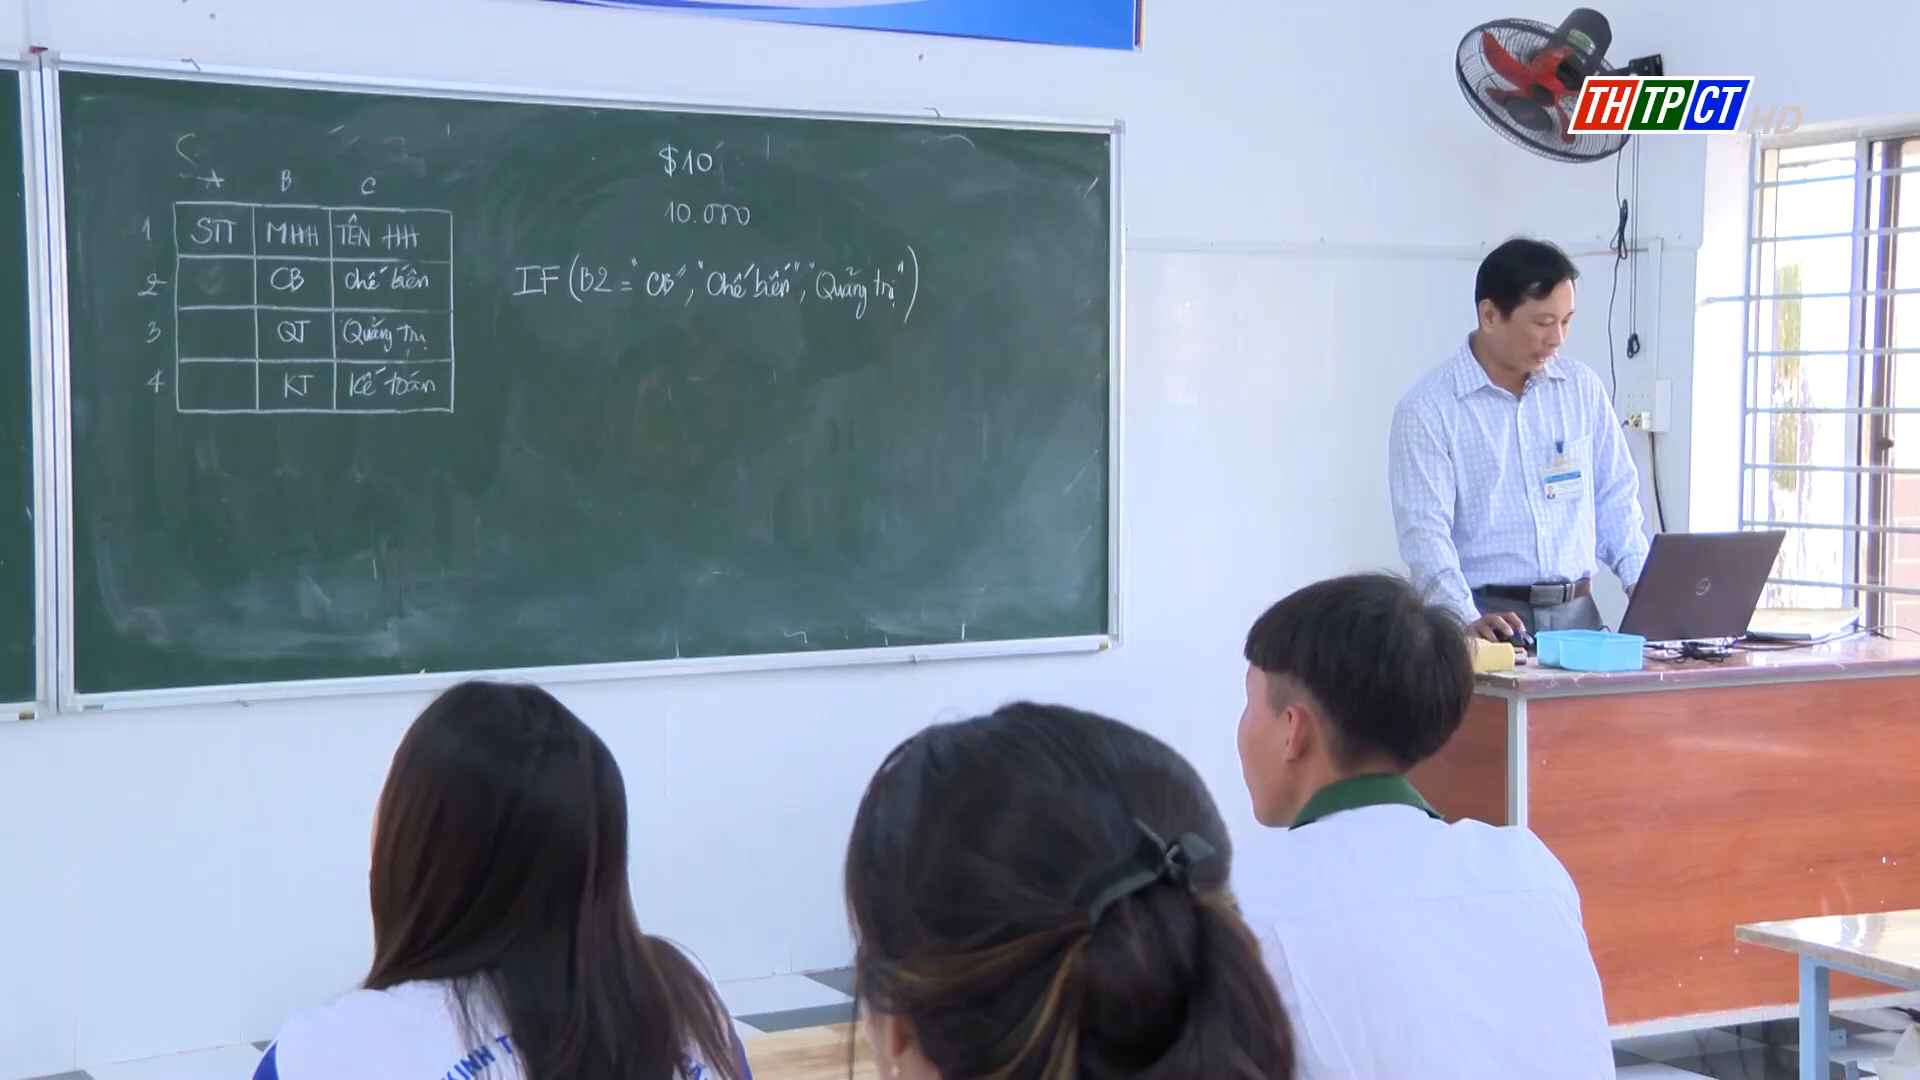 THTPCT HD
$10
10.000
A B C
1 STT MHH TÊN HH
2 CB Chế biến
3 QT Quảng trị
4 KT Kế toán
IF (B2 = "CB", "Chế biến", "Quảng trị")
KINH T